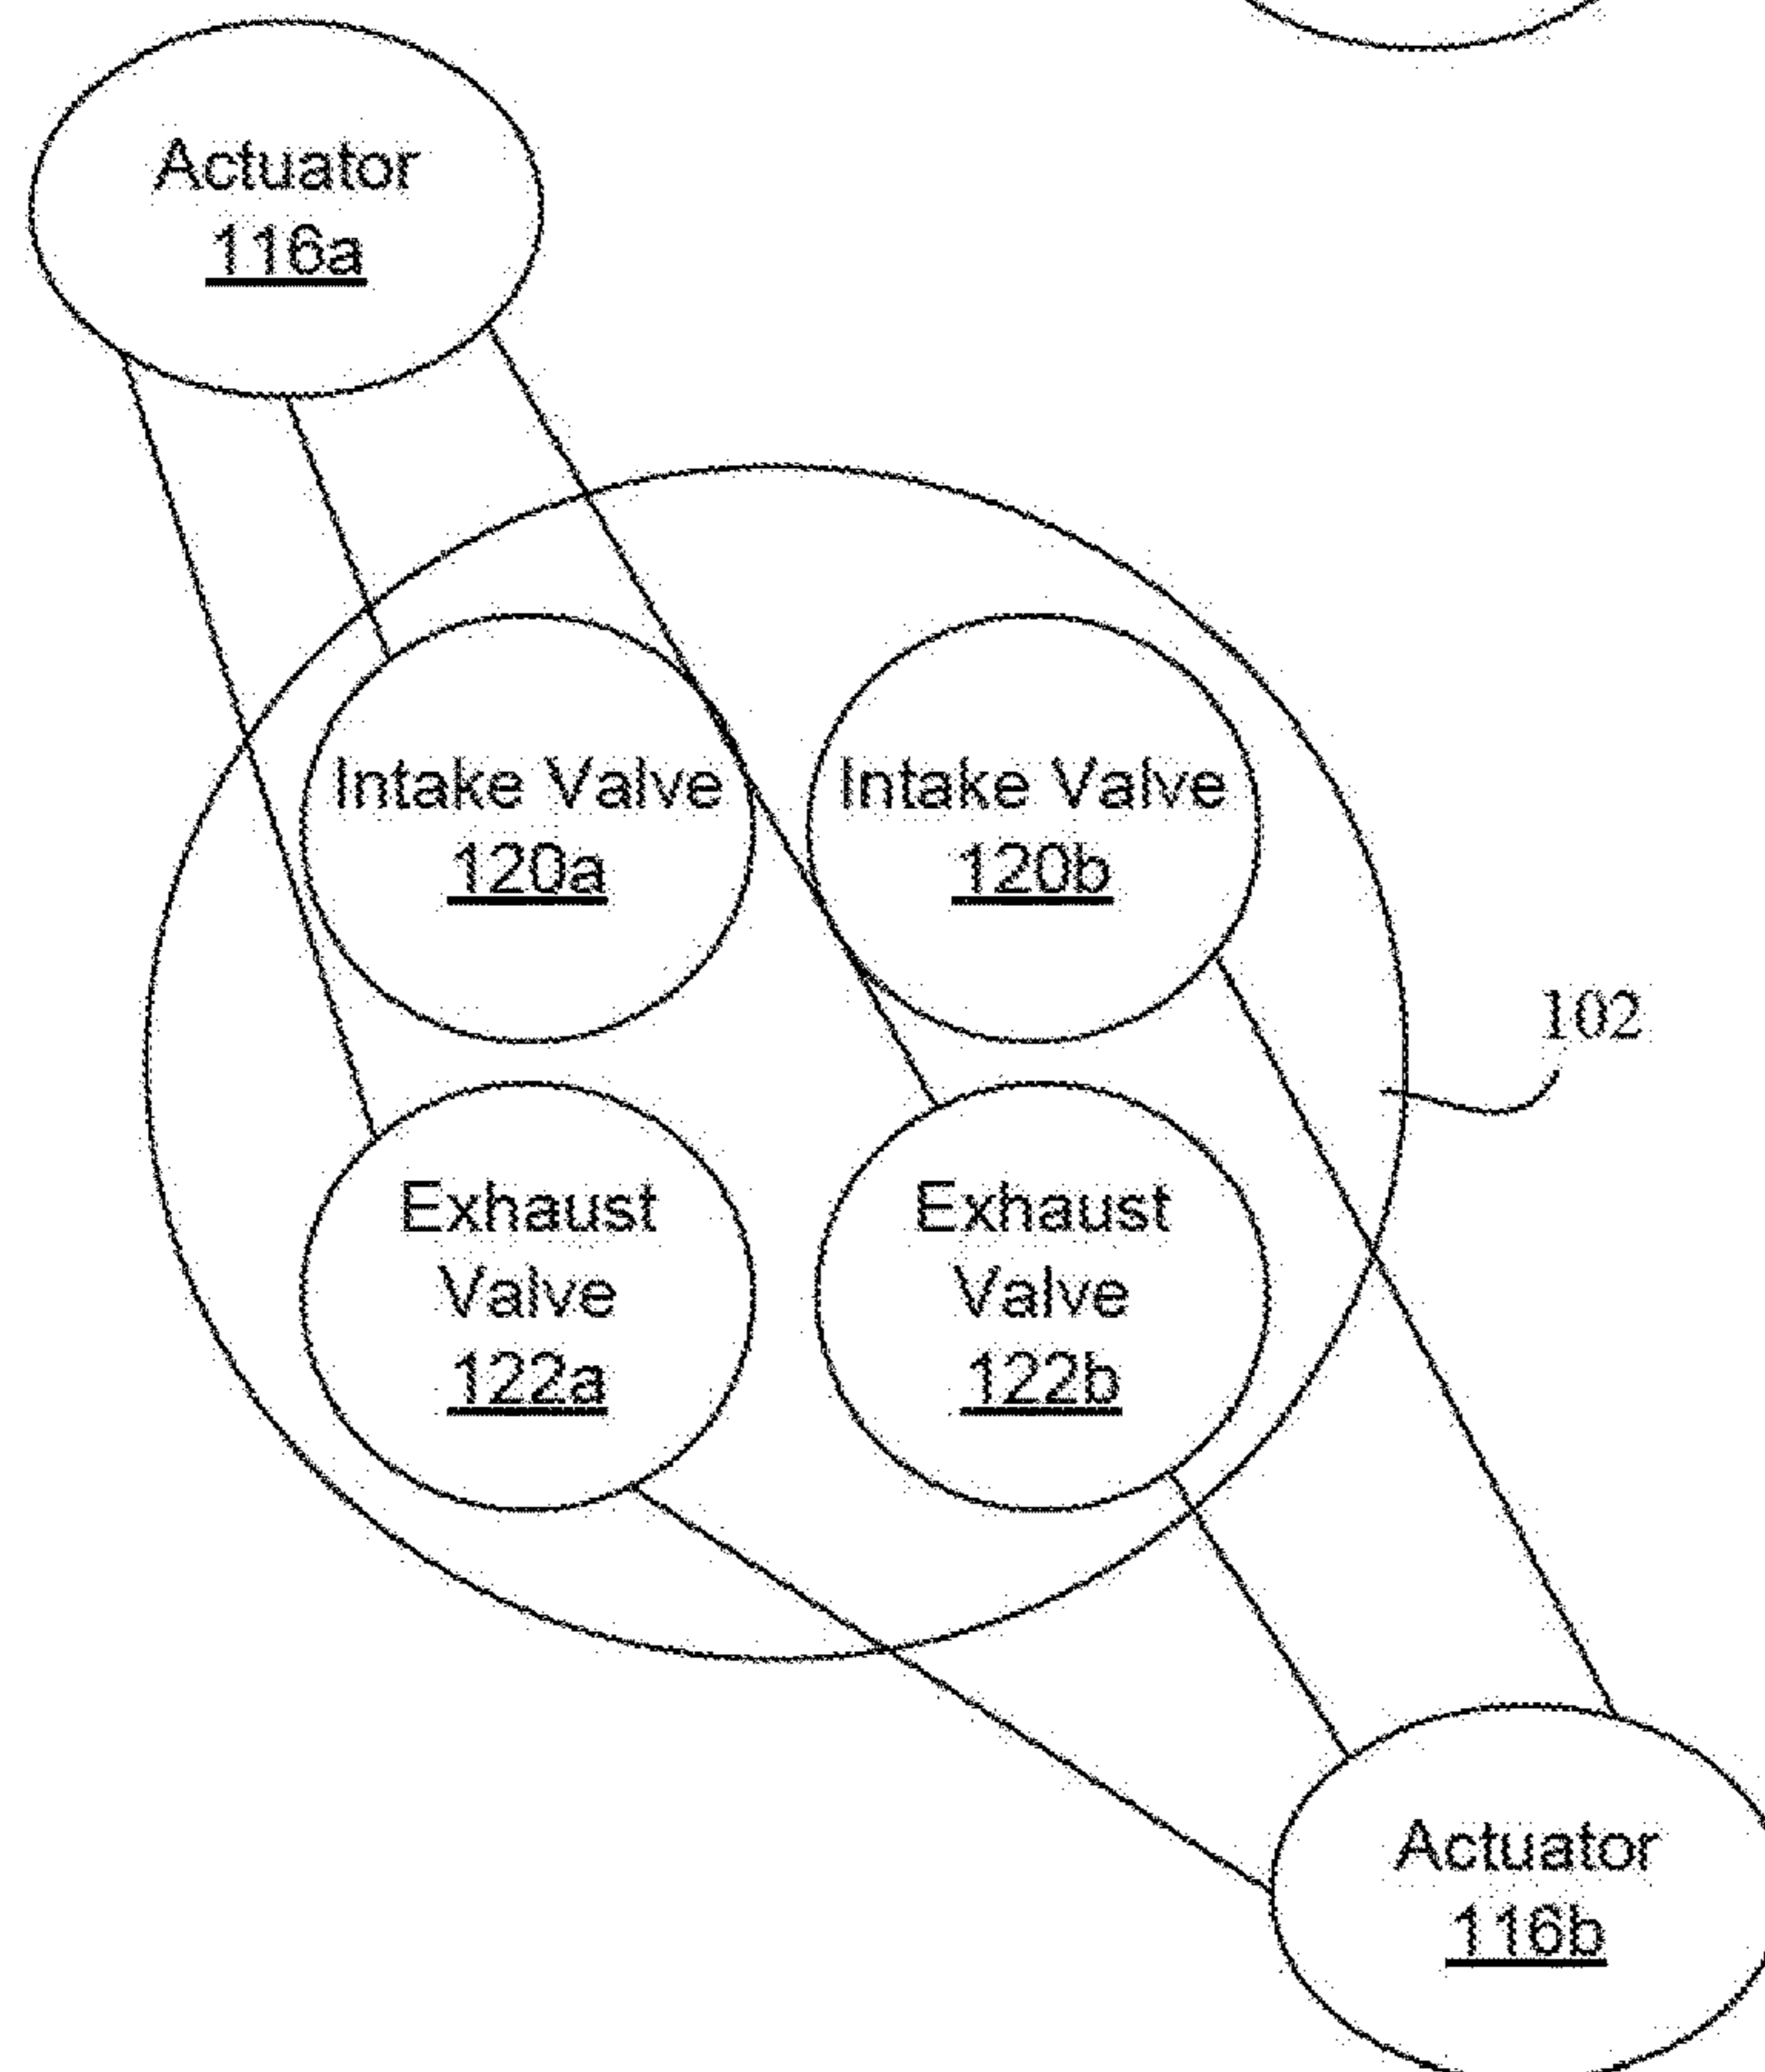 Actuator
116a
Intake Valve
120a
Intake Valve
120b
102
Exhaust
Valve
122a
Exhaust
Valve
122b
Actuator
116b